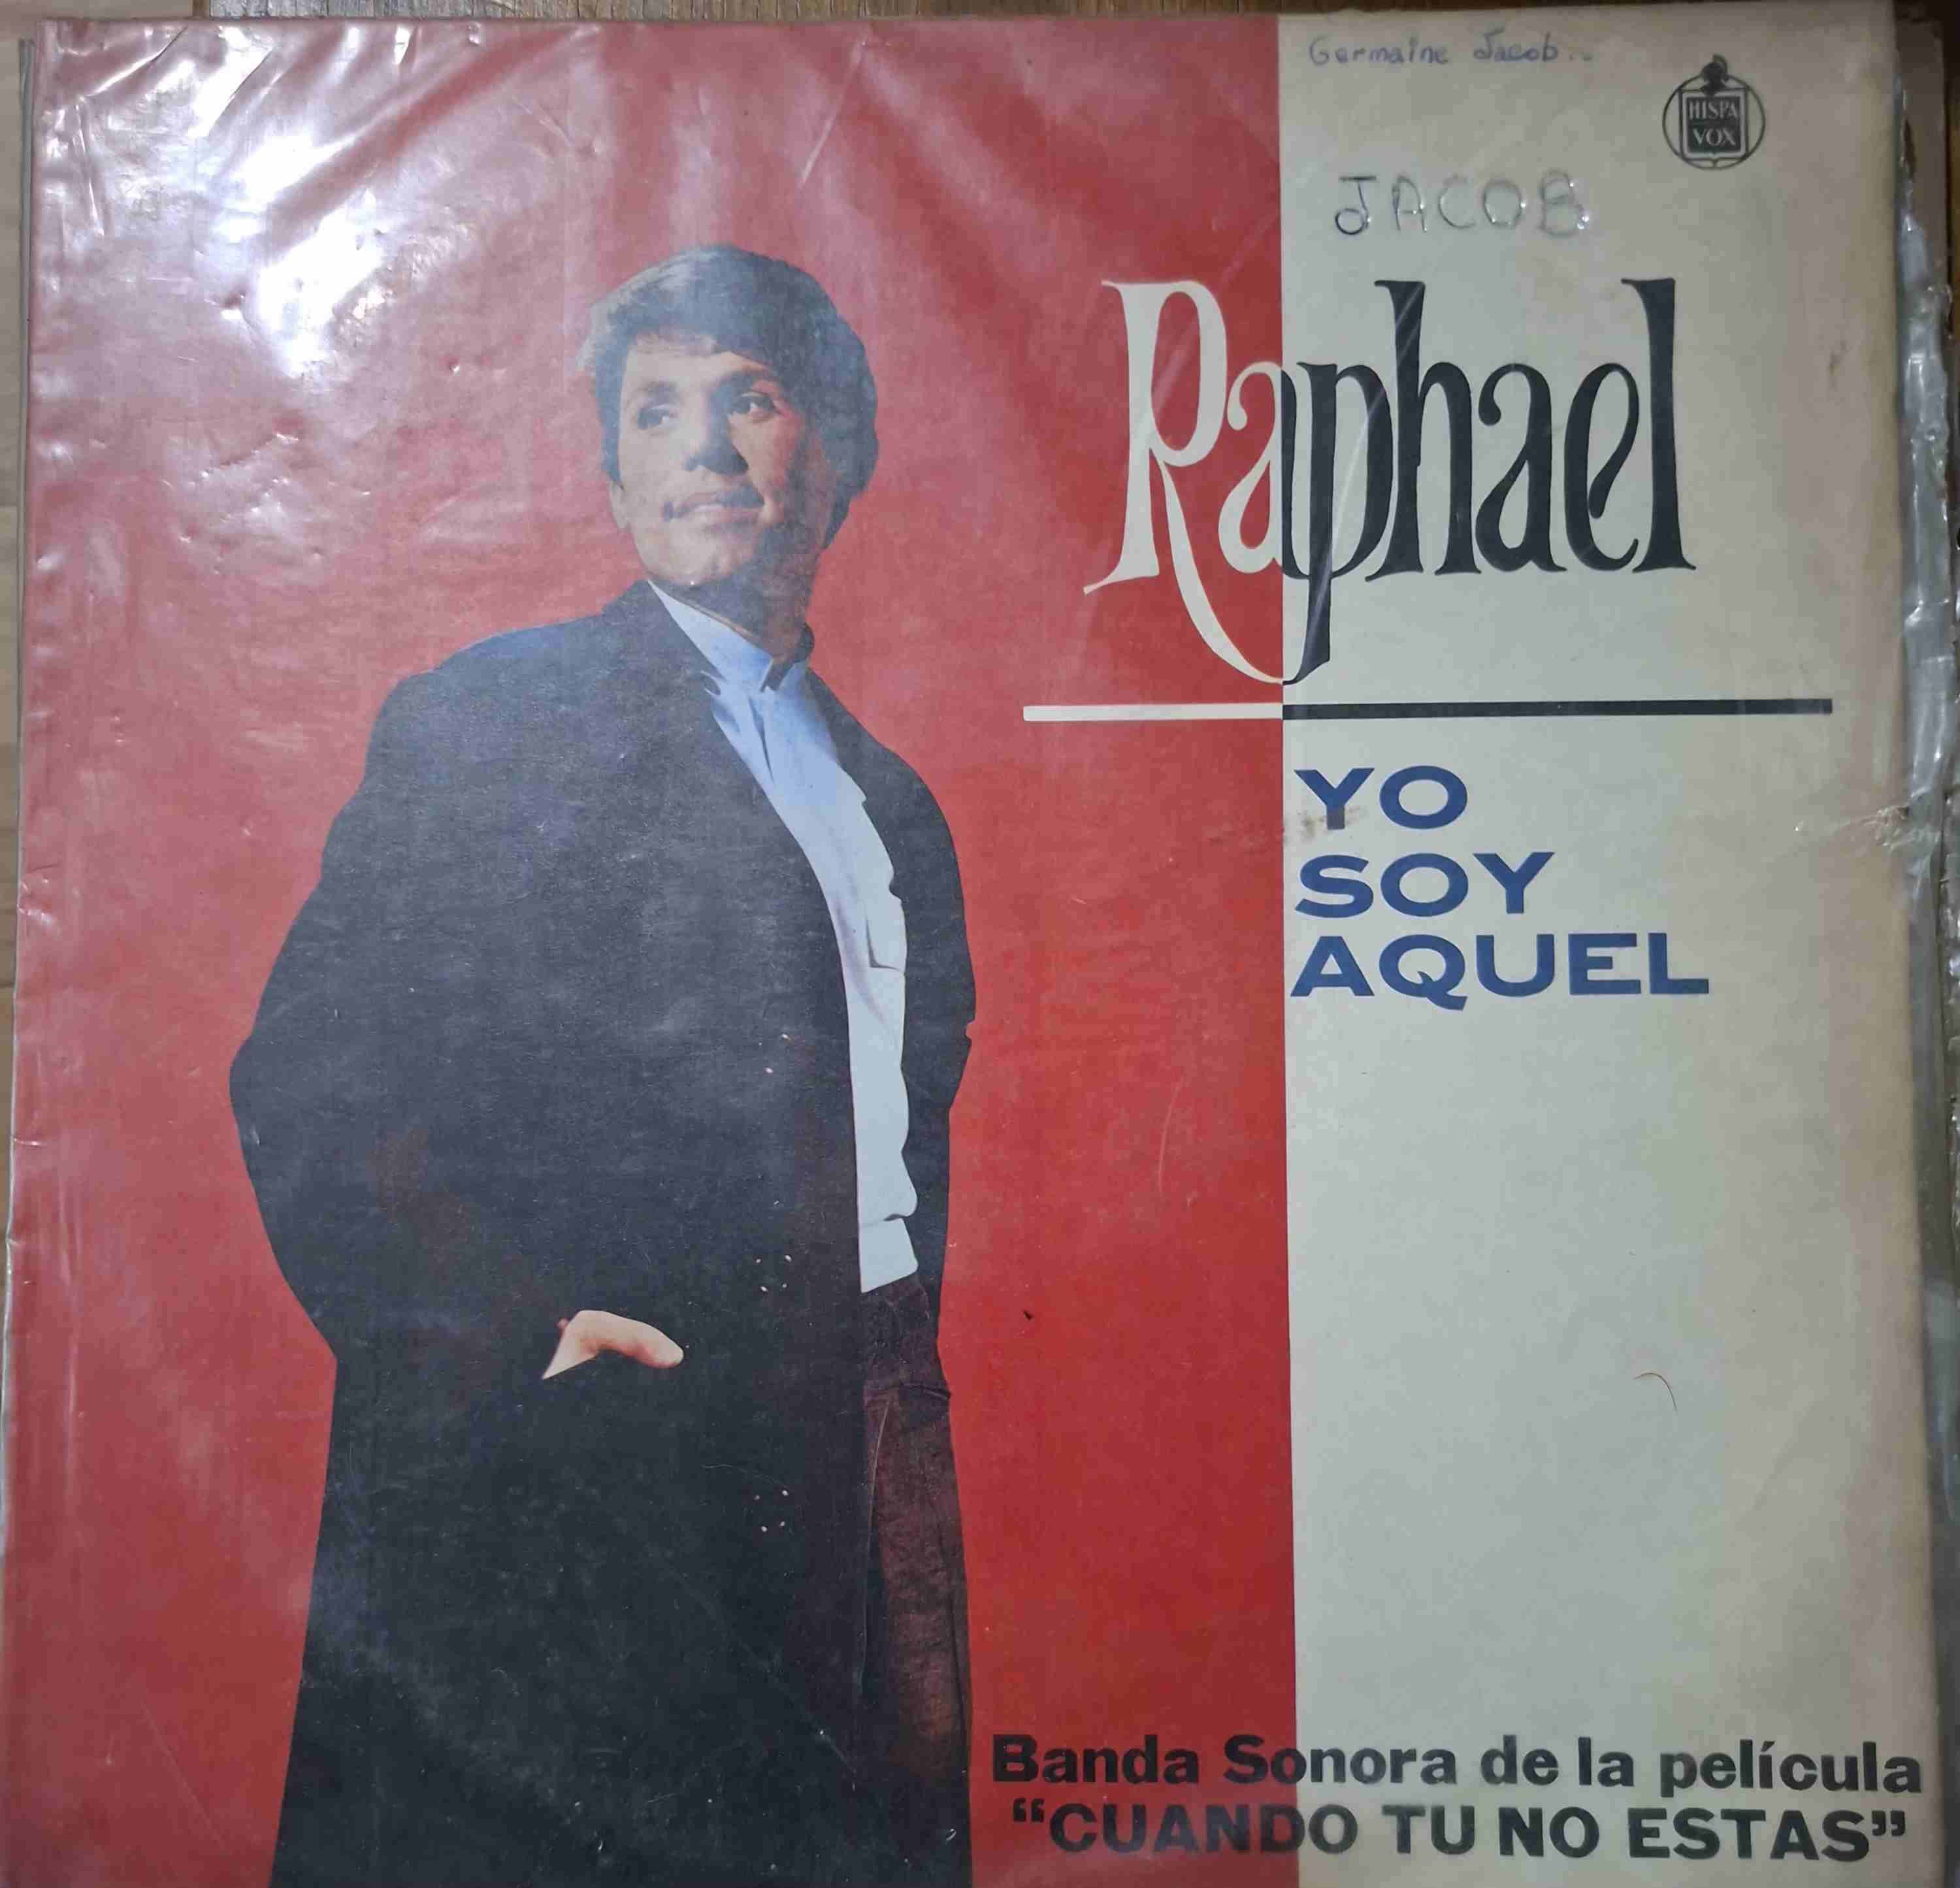 Germaine Jacob..
HISPA
VOX
JACOB
Raphael
YO
SOY
AQUEL
Banda Sonora de la película
“CUANDO TU NO ESTAS”